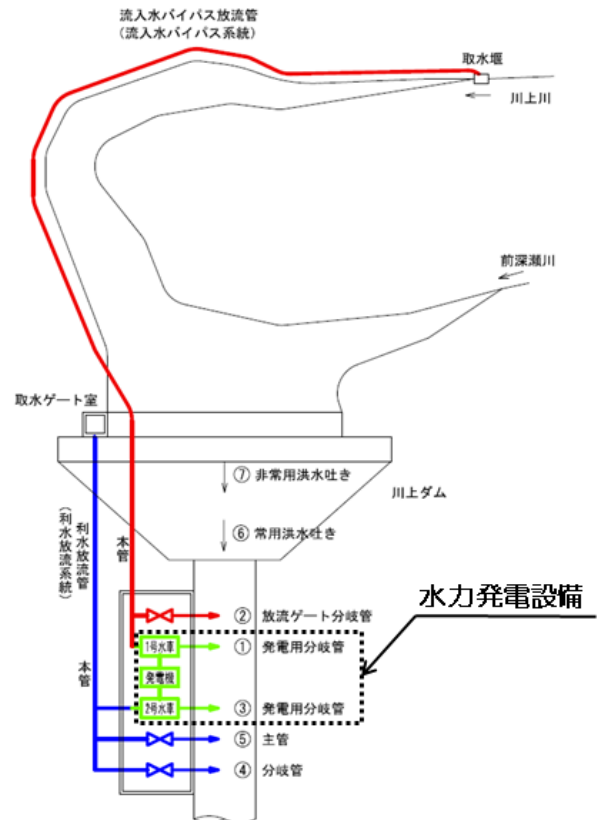 流入水バイパス放流管
(流入水バイパス系統)
取水堰
川上川
前深瀬川
取水ゲート室
⑦ 非常用洪水吐き
川上ダム
⑥ 常用洪水吐き
利水放流管
(利水放流系統)
本管
本管
水力発電設備
② 放流ゲート分岐管
1号水車
① 発電用分岐管
発電機
2号水車
③ 発電用分岐管
⑤ 主管
④ 分岐管